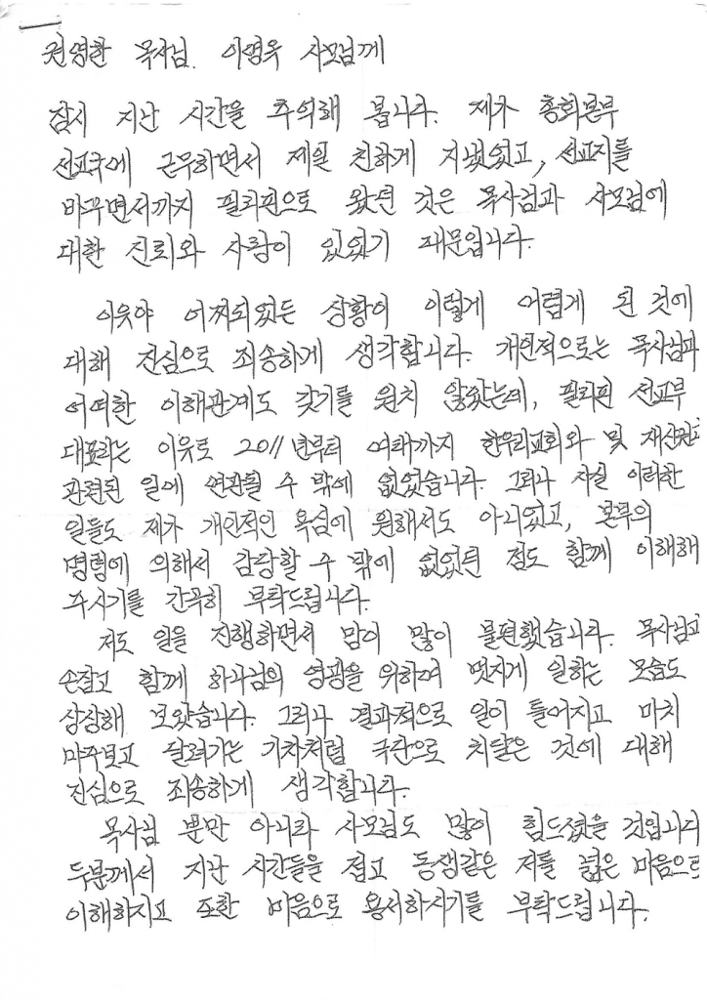 권영한 목사님. 이영욱 사모님께
잠시 지난 시간을 추억해 봅니다. 제가 총회본부
선교국에 근무하면서 제일 친하게 지냈었고, 선교지를
바꾸면서까지 필리핀으로 왔던 것은 목사님과 사모님에
대한 신뢰와 사랑이 있었기 때문입니다.
이유야 어찌되었든 상황이 이렇게 어렵게 된 것에
대해 진심으로 죄송하게 생각합니다. 개인적으로는 목사님과
어떠한 이해관계도 갖기를 원치 않았는데, 필리핀 선교부
대표라는 이유로 2011년부터 여태까지 한우리교회와 및 재산권과
관련된 일에 연관될 수 밖에 없었습니다. 그러나 사실 이러한
일들도 제가 개인적인 욕심에 원해서도 아니었고, 본부의
명령에 의해서 감당할 수 밖에 없었던 점도 함께 이해해
주시기를 간곡히 부탁드립니다.
저도 일을 진행하면서 맘이 많이 불편했습니다. 목사님과
손잡고 함께 하나님의 영광을 위하여 멋지게 일하는 모습도
상상해 보았습니다. 그러나 결과적으로 일이 틀어지고 마치
마주보고 달려가는 기차처럼 극단으로 치달은 것에 대해
진심으로 죄송하게 생각합니다.
목사님 뿐만 아니라 사모님도 많이 힘드셨을 것입니다
두분께서 지난 시간들을 접고 동생같은 저를 넓은 마음으로
이해하시고 또한 마음으로 용서하시기를 부탁드립니다.